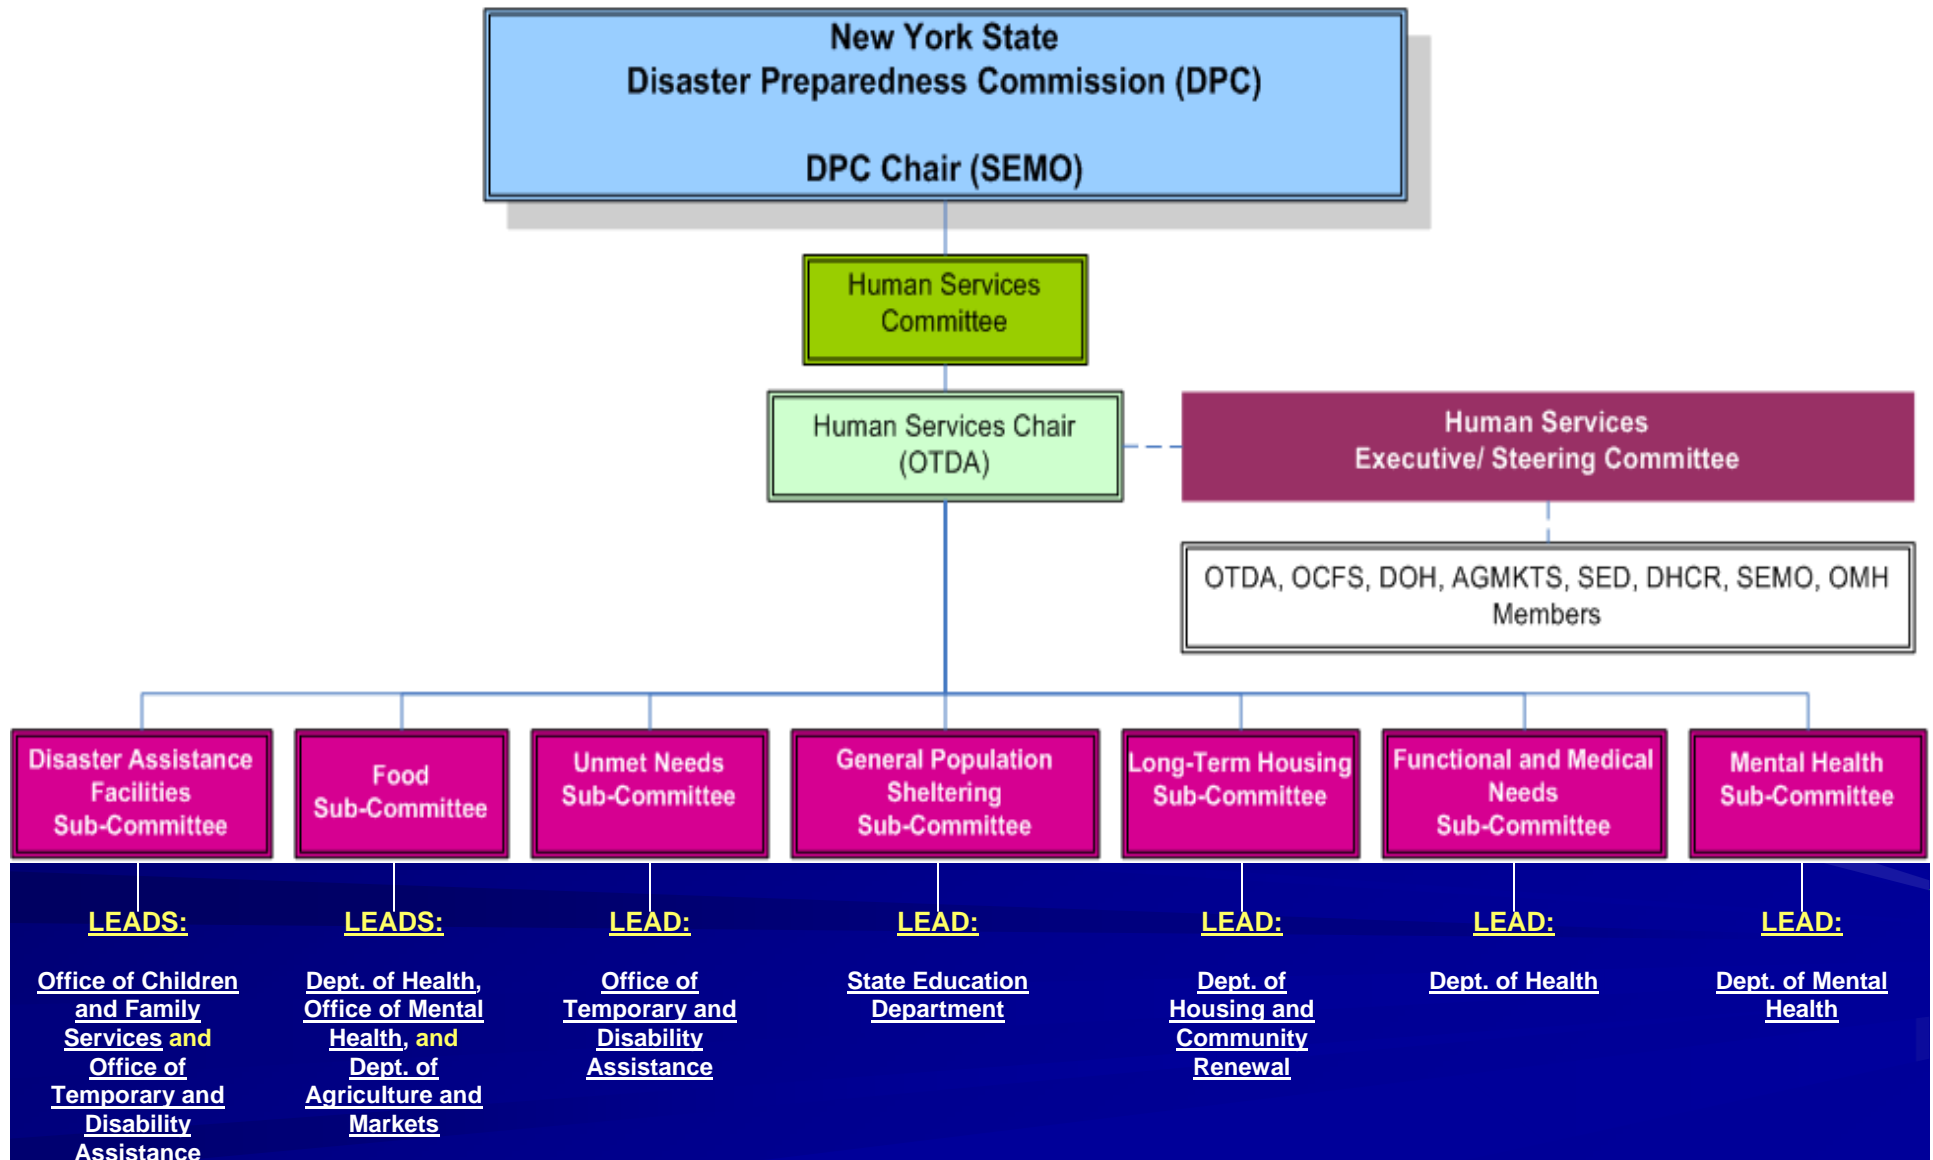 New York State
Disaster Preparedness Commission (DPC)
DPC Chair (SEMO)
Human Services
Committee
Human Services Chair
(OTDA)
Human Services
Executive/ Steering Committee
OTDA, OCFS, DOH, AGMKTS, SED, DHCR, SEMO, OMH
Members
Disaster Assistance
Facilities
Sub-Committee
Food
Sub-Committee
Unmet Needs
Sub-Committee
General Population
Sheltering
Sub-Committee
Long-Term Housing
Sub-Committee
Functional and Medical
Needs
Sub-Committee
Mental Health
Sub-Committee
LEADS:
Office of Children
and Family
Services and
Office of
Temporary and
Disability
Assistance
LEADS:
Dept. of Health,
Office of Mental
Health, and
Dept. of
Agriculture and
Markets
LEAD:
Office of
Temporary and
Disability
Assistance
LEAD:
State Education
Department
LEAD:
Dept. of
Housing and
Community
Renewal
LEAD:
Dept. of Health
LEAD:
Dept. of Mental
Health